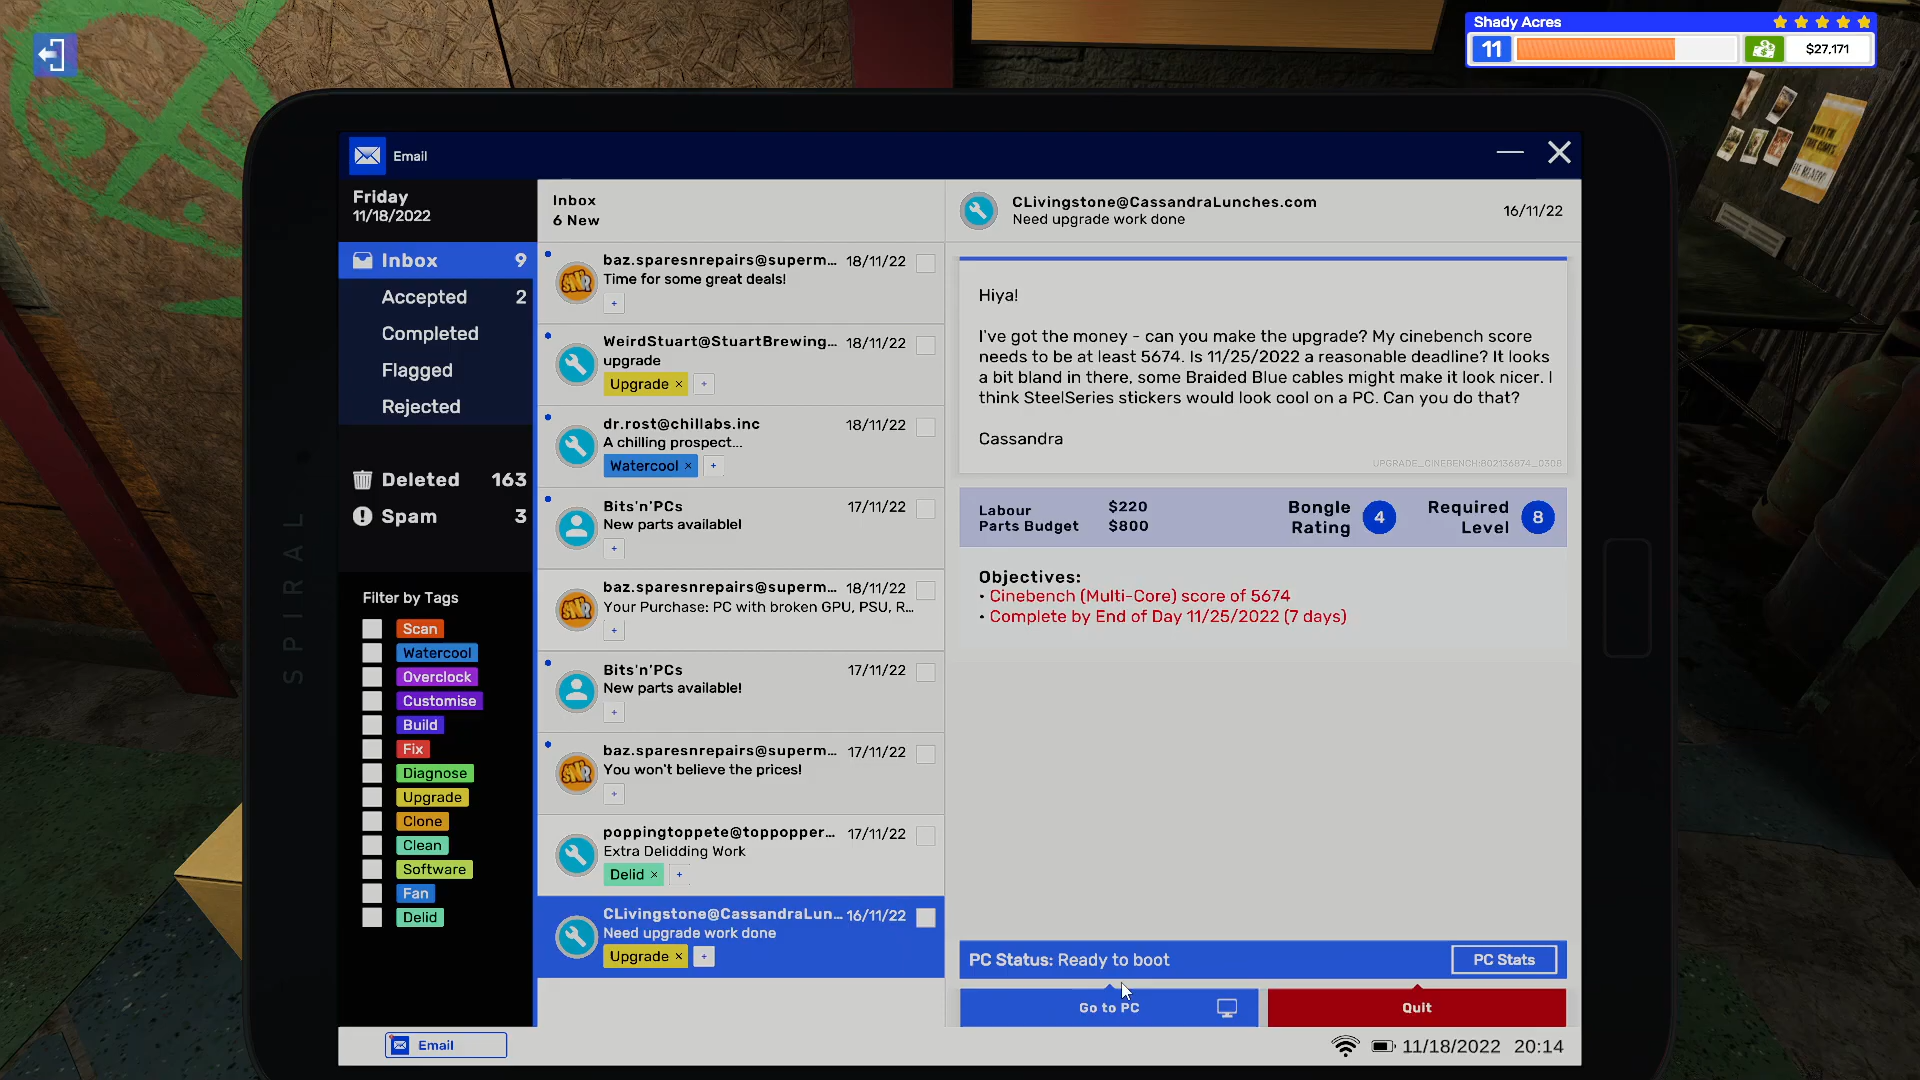 Shady Acres
11
$27,171
Email
Friday
11/18/2022
Inbox 9
Accepted 2
Completed
Flagged
Rejected
Deleted 163
Spam 3
Filter by Tags
Scan
Watercool
Overclock
Customise
Build
Fix
Diagnose
Upgrade
Clone
Clean
Software
Fan
Delid
SPIRAL
Inbox
6 New
baz.sparesnrepairs@superm... 18/11/22
Time for some great deals!
+
WeirdStuart@StuartBrewing... 18/11/22
upgrade
Upgrade × +
dr.rost@chillabs.inc 18/11/22
A chilling prospect...
Watercool × +
Bits'n'PCs 17/11/22
New parts available!
+
baz.sparesnrepairs@superm... 18/11/22
Your Purchase: PC with broken GPU, PSU, R...
+
Bits'n'PCs 17/11/22
New parts available!
+
baz.sparesnrepairs@superm... 17/11/22
You won't believe the prices!
+
poppingtoppete@toppopper... 17/11/22
Extra Delidding Work
Delid × +
CLivingstone@CassandraLun... 16/11/22
Need upgrade work done
Upgrade × +
CLivingstone@CassandraLunches.com
Need upgrade work done
16/11/22
Hiya!
I've got the money - can you make the upgrade? My cinebench score
needs to be at least 5674. Is 11/25/2022 a reasonable deadline? It looks
a bit bland in there, some Braided Blue cables might make it look nicer. I
think SteelSeries stickers would look cool on a PC. Can you do that?
Cassandra
UPGRADE_CINEBENCH:802136874_0308
Labour $220
Parts Budget $800
Bongle Rating 4
Required Level 8
Objectives:
• Cinebench (Multi-Core) score of 5674
• Complete by End of Day 11/25/2022 (7 days)
PC Status: Ready to boot
PC Stats
Go to PC
Quit
Email
11/18/2022 20:14